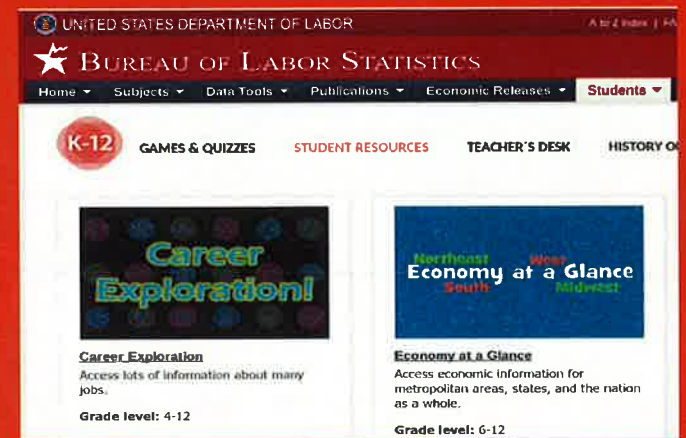 UNITED STATES DEPARTMENT OF LABOR
A to Z Index |
BUREAU OF LABOR STATISTICS
Home Subjects Data Tools Publications Economic Releases Students
K-12 GAMES & QUIZZES STUDENT RESOURCES TEACHER'S DESK HISTORY
Career
Exploration!
Northeast West
Economy at a Glance
South Midwest
Career Exploration
Access lots of information about many
jobs.
Grade level: 4-12
Economy at a Glance
Access economic information for
metropolitan areas, states, and the nation
as a whole.
Grade level: 6-12